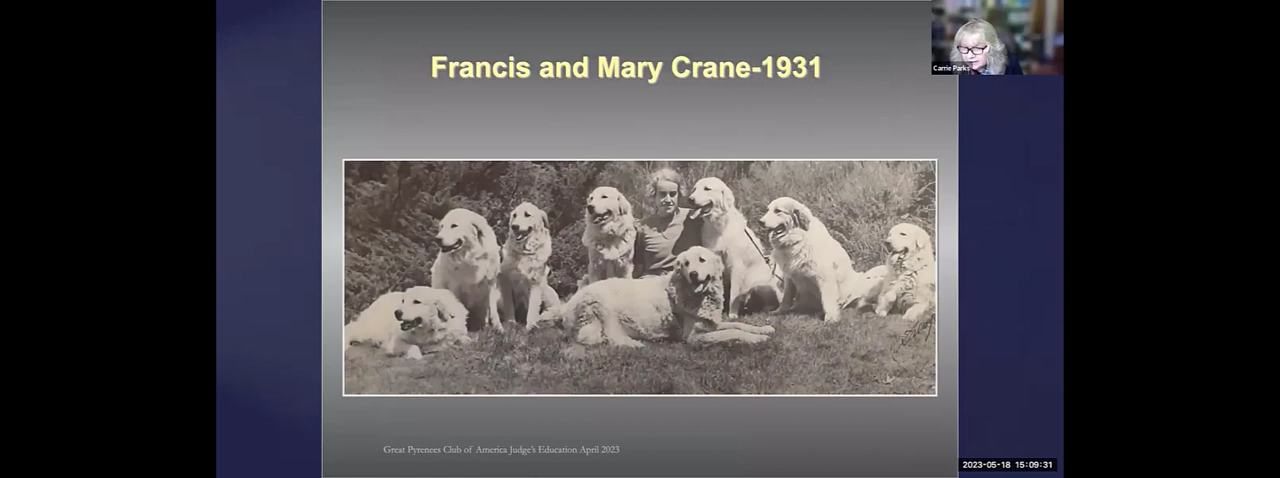 Francis and Mary Crane-1931
Carrie Parks
Great Pyrenees Club of America Judge's Education April 2023
2023-05-18 15:09:31